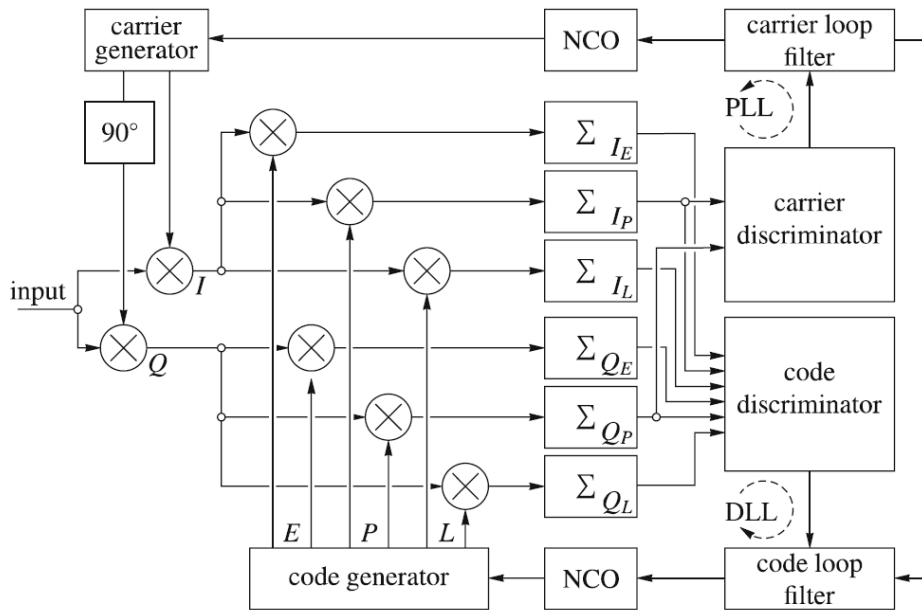 carrier
generator
NCO
carrier loop
filter
90°
PLL
Σ I_E
Σ I_P
carrier
discriminator
Σ I_L
input
I
Q
Σ Q_E
code
discriminator
Σ Q_P
Σ Q_L
DLL
E P L
code generator
NCO
code loop
filter